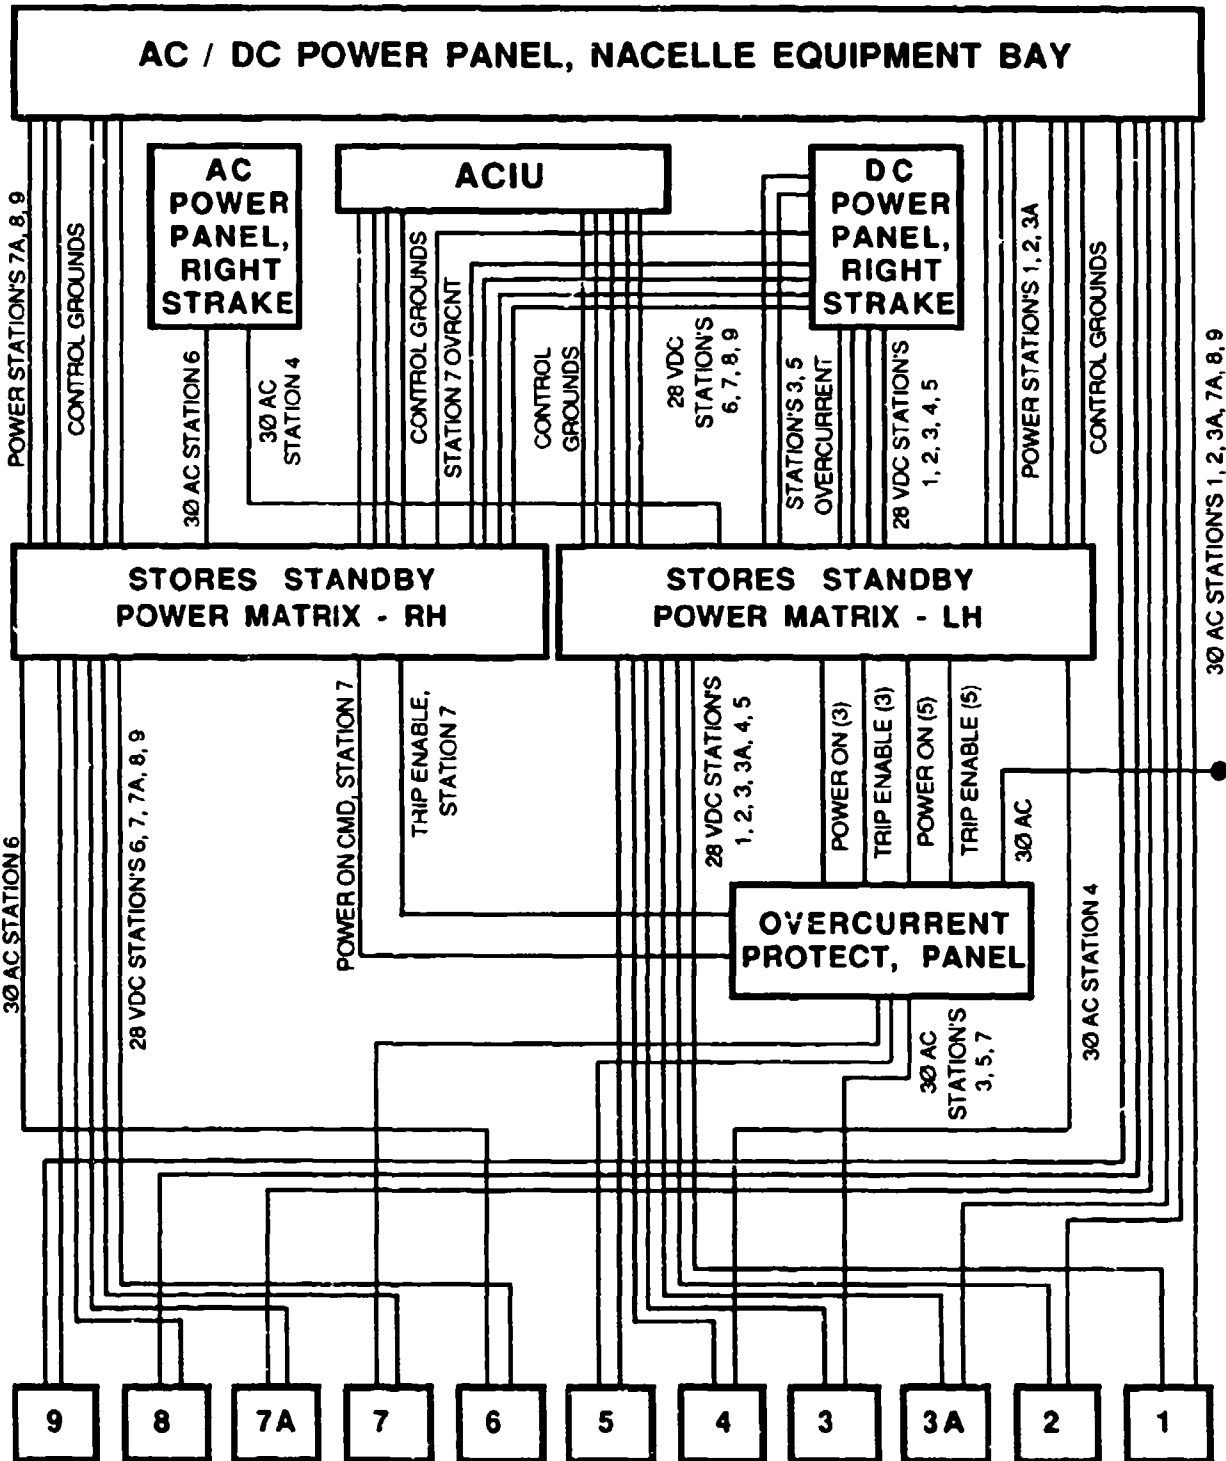 AC / DC POWER PANEL, NACELLE EQUIPMENT BAY
POWER STATION'S 7A, 8, 9
CONTROL GROUNDS
AC
POWER
PANEL,
RIGHT
STRAKE
ACIU
DC
POWER
PANEL,
RIGHT
STRAKE
3Ø AC STATION 6
3Ø AC
STATION 4
CONTROL GROUNDS
STATION 7 OVRCNT
CONTROL
GROUNDS
28 VDC
STATION'S
6, 7, 8, 9
STATION'S 3, 5
OVERCURRENT
28 VDC STATION'S
1, 2, 3, 4, 5
POWER STATION'S 1, 2, 3A
CONTROL GROUNDS
3Ø AC STATION'S 1, 2, 3A, 7A, 8, 9
STORES STANDBY
POWER MATRIX - RH
STORES STANDBY
POWER MATRIX - LH
3Ø AC STATION 6
28 VDC STATION'S 6, 7, 7A, 8, 9
POWER ON CMD, STATION 7
TRIP ENABLE,
STATION 7
28 VDC STATION'S
1, 2, 3, 3A, 4, 5
POWER ON (3)
TRIP ENABLE (3)
POWER ON (5)
TRIP ENABLE (5)
3Ø AC
OVERCURRENT
PROTECT, PANEL
3Ø AC
STATION'S
3, 5, 7
3Ø AC STATION 4
9
8
7A
7
6
5
4
3
3A
2
1